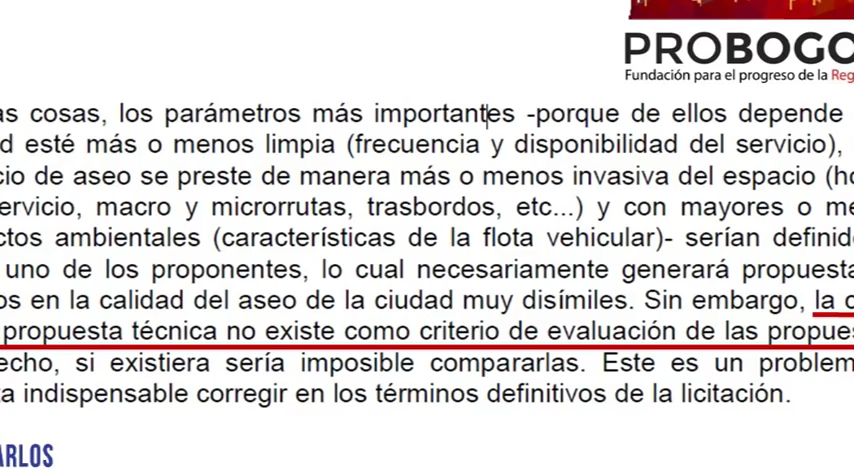 PROBOGO
Fundación para el progreso de la Reg
as cosas, los parámetros más importantes -porque de ellos depende
d esté más o menos limpia (frecuencia y disponibilidad del servicio),
cio de aseo se preste de manera más o menos invasiva del espacio (ho
ervicio, macro y microrrutas, trasbordos, etc...) y con mayores o me
ctos ambientales (características de la flota vehicular)- serían definido
uno de los proponentes, lo cual necesariamente generará propuesta
os en la calidad del aseo de la ciudad muy disímiles. Sin embargo, la c
propuesta técnica no existe como criterio de evaluación de las propues
echo, si existiera sería imposible compararlas. Este es un problem
ta indispensable corregir en los términos definitivos de la licitación.
ARLOS